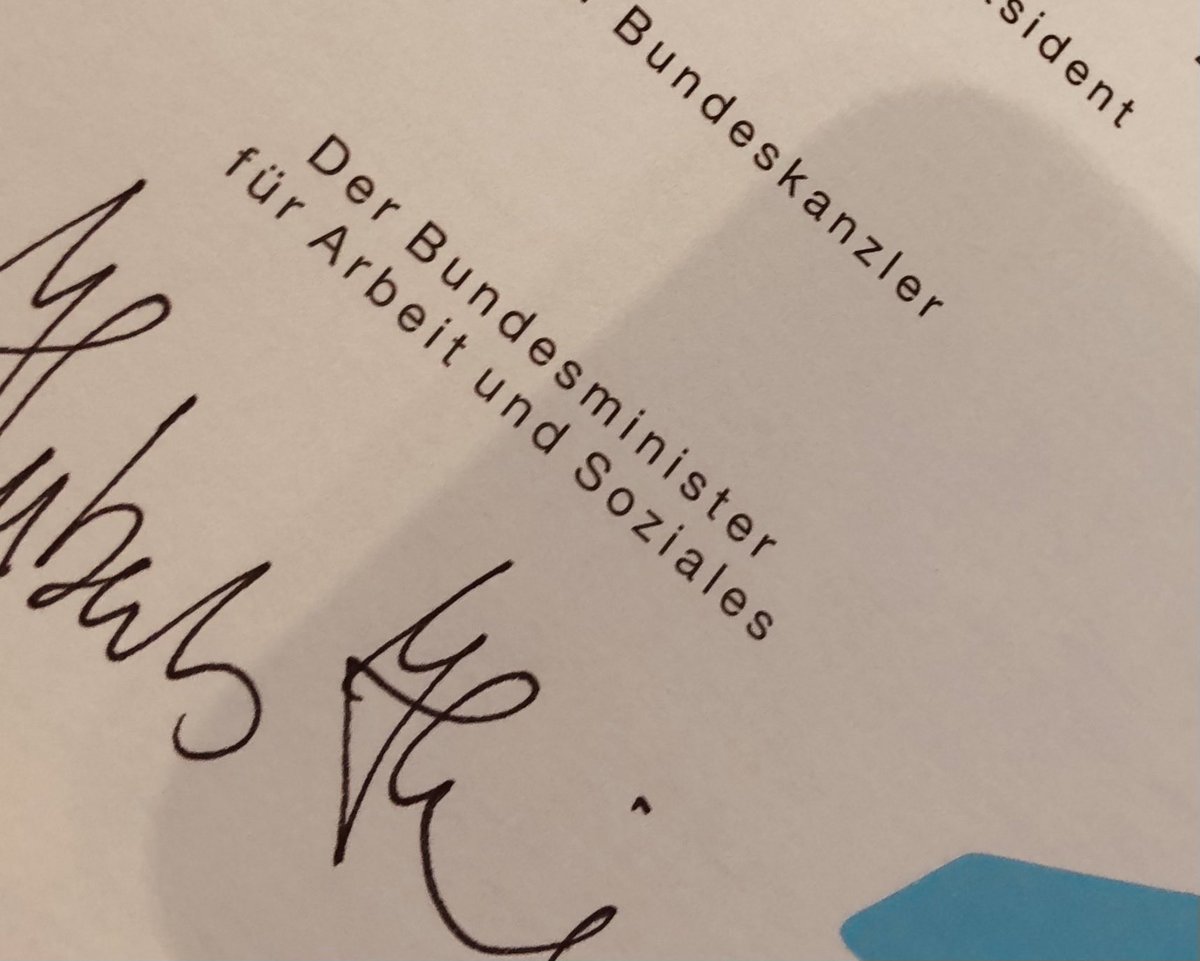 sident
Bundeskanzler
Der Bundesminister
für Arbeit und Soziales